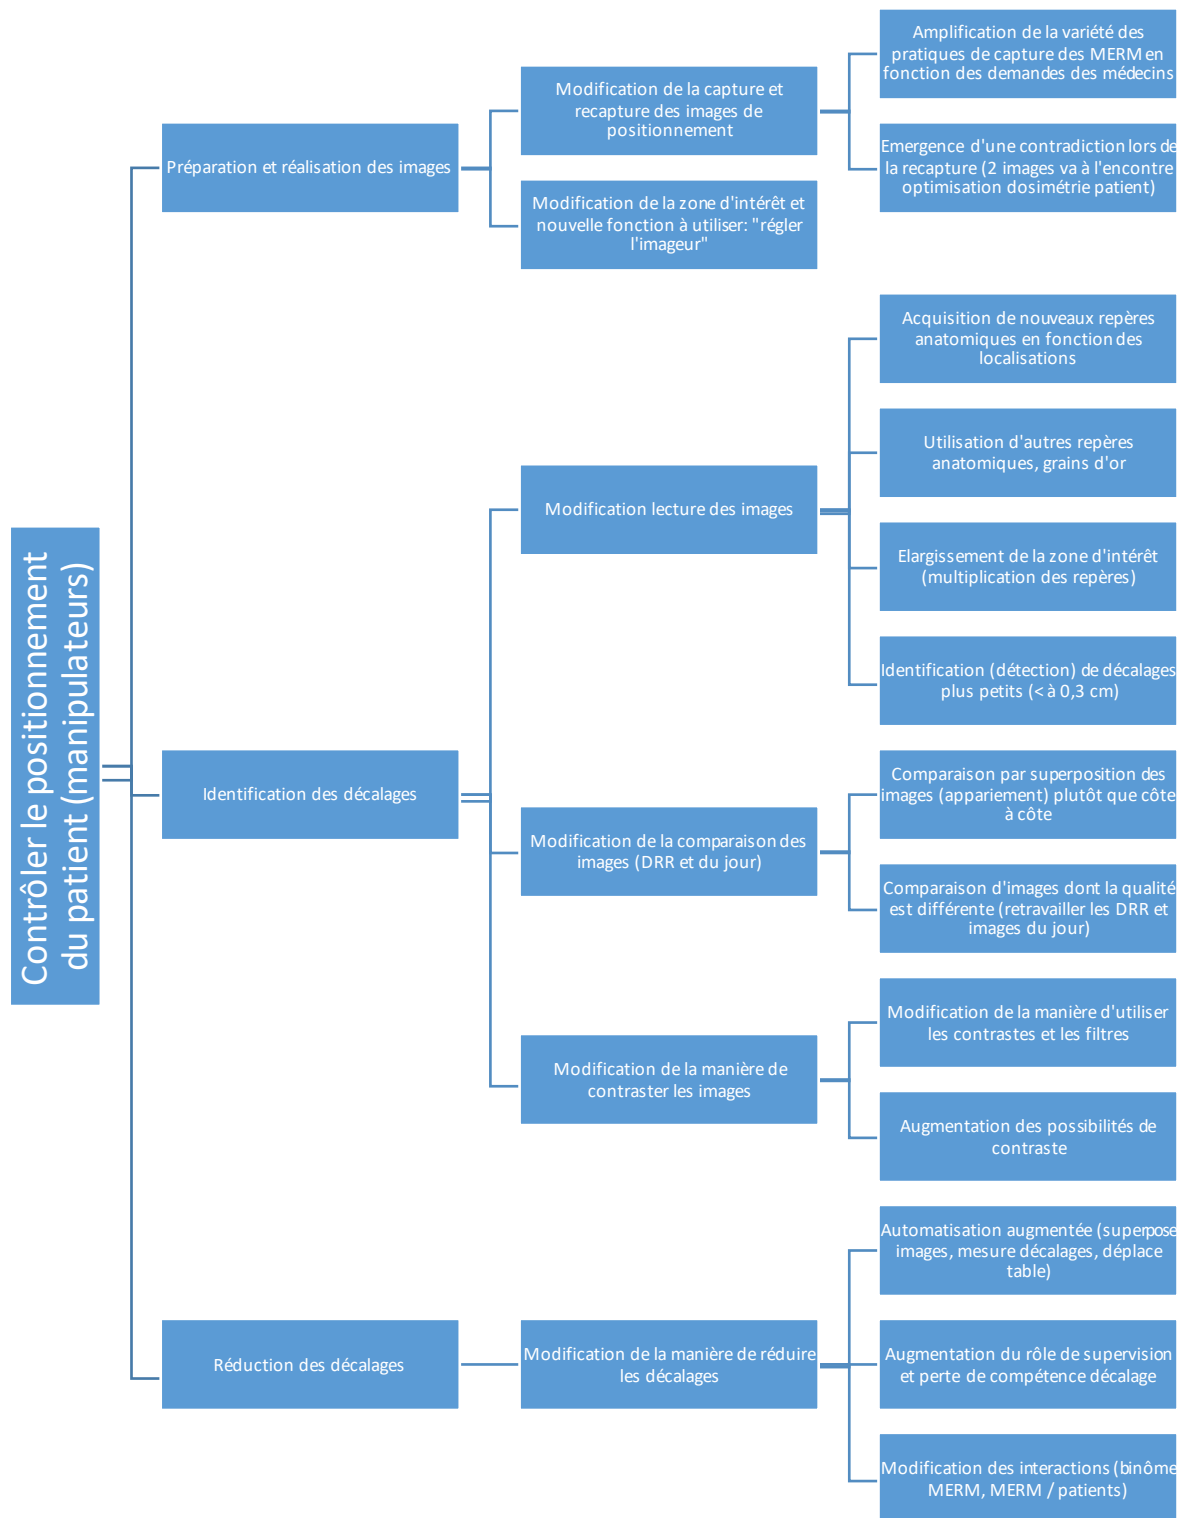 Contrôler le positionnement
du patient (manipulateurs)
Préparation et réalisation des images
Modification de la capture et
recapture des images de
positionnement
Amplification de la variété des
pratiques de capture des MERM en
fonction des demandes des médecins
Emergence d'une contradiction lors de
la recapture (2 images va à l'encontre
optimisation dosimétrie patient)
Modification de la zone d'intérêt et
nouvelle fonction à utiliser: "régler
l'imageur"
Identification des décalages
Modification lecture des images
Acquisition de nouveaux repères
anatomiques en fonction des
localisations
Utilisation d'autres repères
anatomiques, grains d'or
Elargissement de la zone d'intérêt
(multiplication des repères)
Identification (détection) de décalages
plus petits (< à 0,3 cm)
Modification de la comparaison des
images (DRR et du jour)
Comparaison par superposition des
images (appariement) plutôt que côte
à côte
Comparaison d'images dont la qualité
est différente (retravailler les DRR et
images du jour)
Modification de la manière de
contraster les images
Modification de la manière d'utiliser
les contrastes et les filtres
Augmentation des possibilités de
contraste
Réduction des décalages
Modification de la manière de réduire
les décalages
Automatisation augmentée (superpose
images, mesure décalages, déplace
table)
Augmentation du rôle de supervision
et perte de compétence décalage
Modification des interactions (binôme
MERM, MERM / patients)